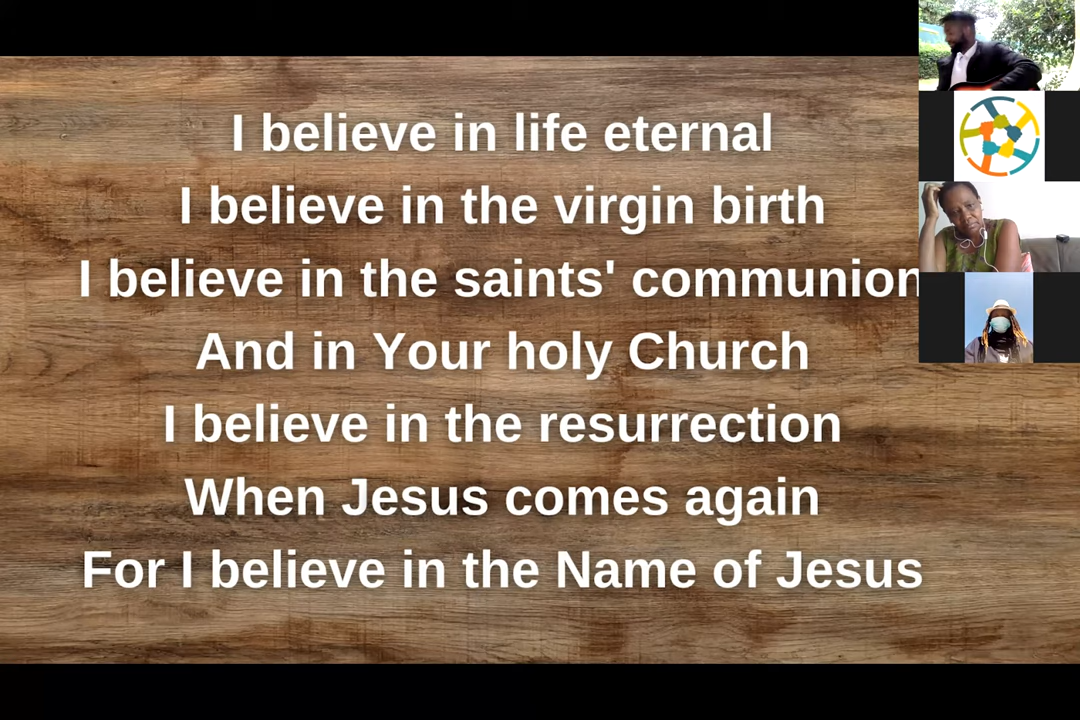 I believe in life eternal
I believe in the virgin birth
I believe in the saints' communion
And in Your holy Church
I believe in the resurrection
When Jesus comes again
For I believe in the Name of Jesus